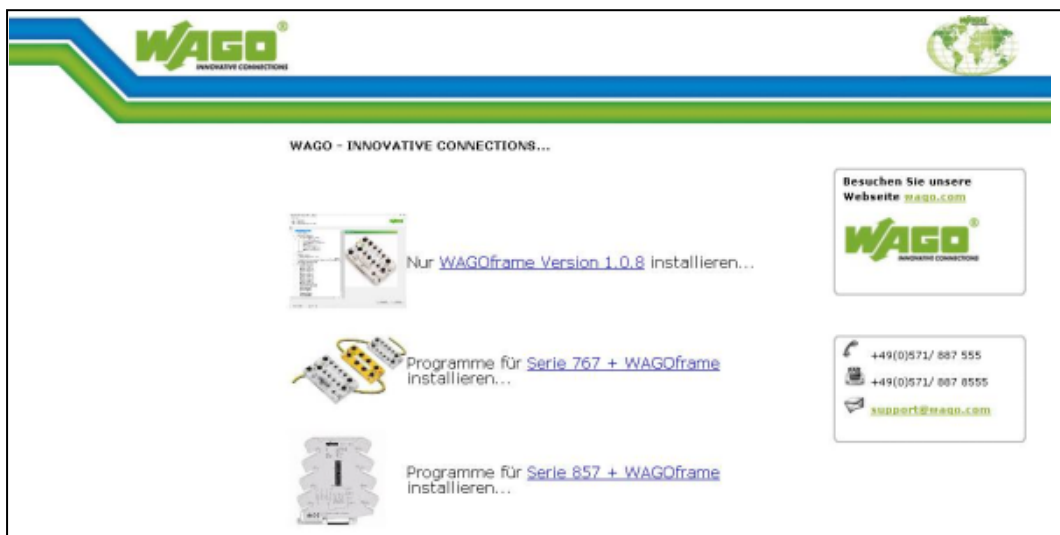 WAGO®
INNOVATIVE CONNECTIONS
WAGO
WAGO - INNOVATIVE CONNECTIONS...
Nur WAGOframe Version 1.0.8 installieren...
Programme für Serie 767 + WAGOframe
installieren...
Programme für Serie 857 + WAGOframe
installieren...
Besuchen Sie unsere
Webseite wago.com
WAGO®
INNOVATIVE CONNECTIONS
+49(0)571/ 887 555
+49(0)571/ 887 8555
support@wago.com